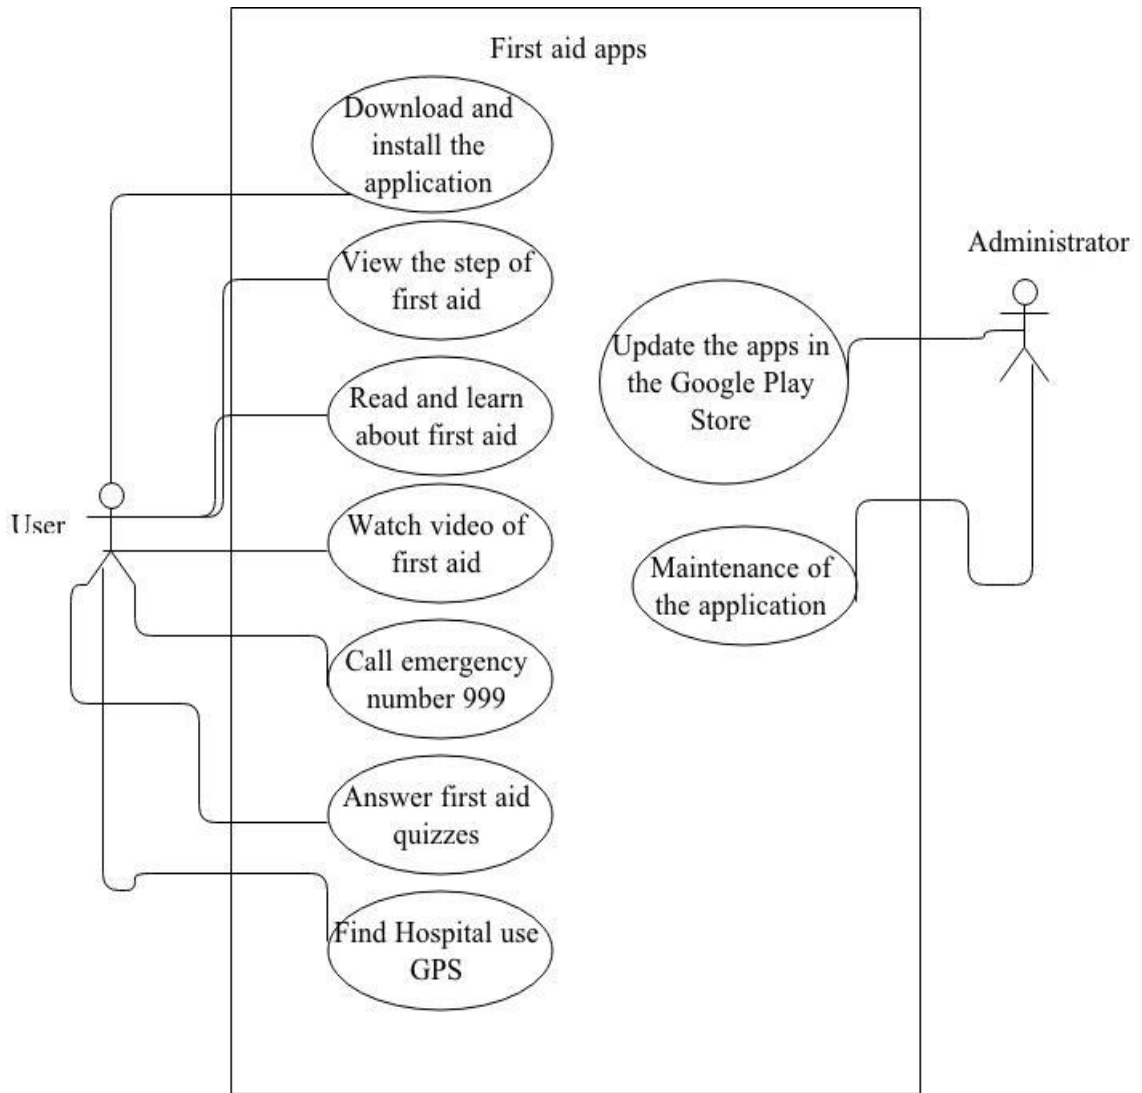 First aid apps
Download and
install the
application
View the step of
first aid
Read and learn
about first aid
Watch video of
first aid
Call emergency
number 999
Answer first aid
quizzes
Find Hospital use
GPS
User
Update the apps in
the Google Play
Store
Maintenance of
the application
Administrator